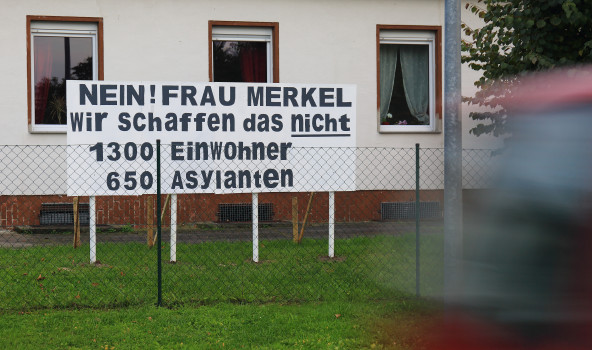 NEIN! FRAU MERKEL
Wir schaffen das nicht
1300 Einwohner
650 Asylanten